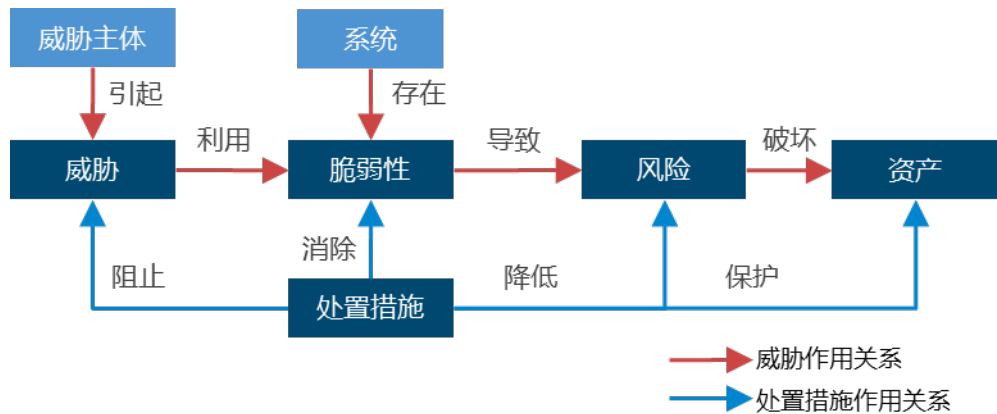 威胁主体
系统
引起
存在
利用
导致
破坏
威胁
脆弱性
风险
资产
消除
阻止
降低
保护
处置措施
威胁作用关系
处置措施作用关系